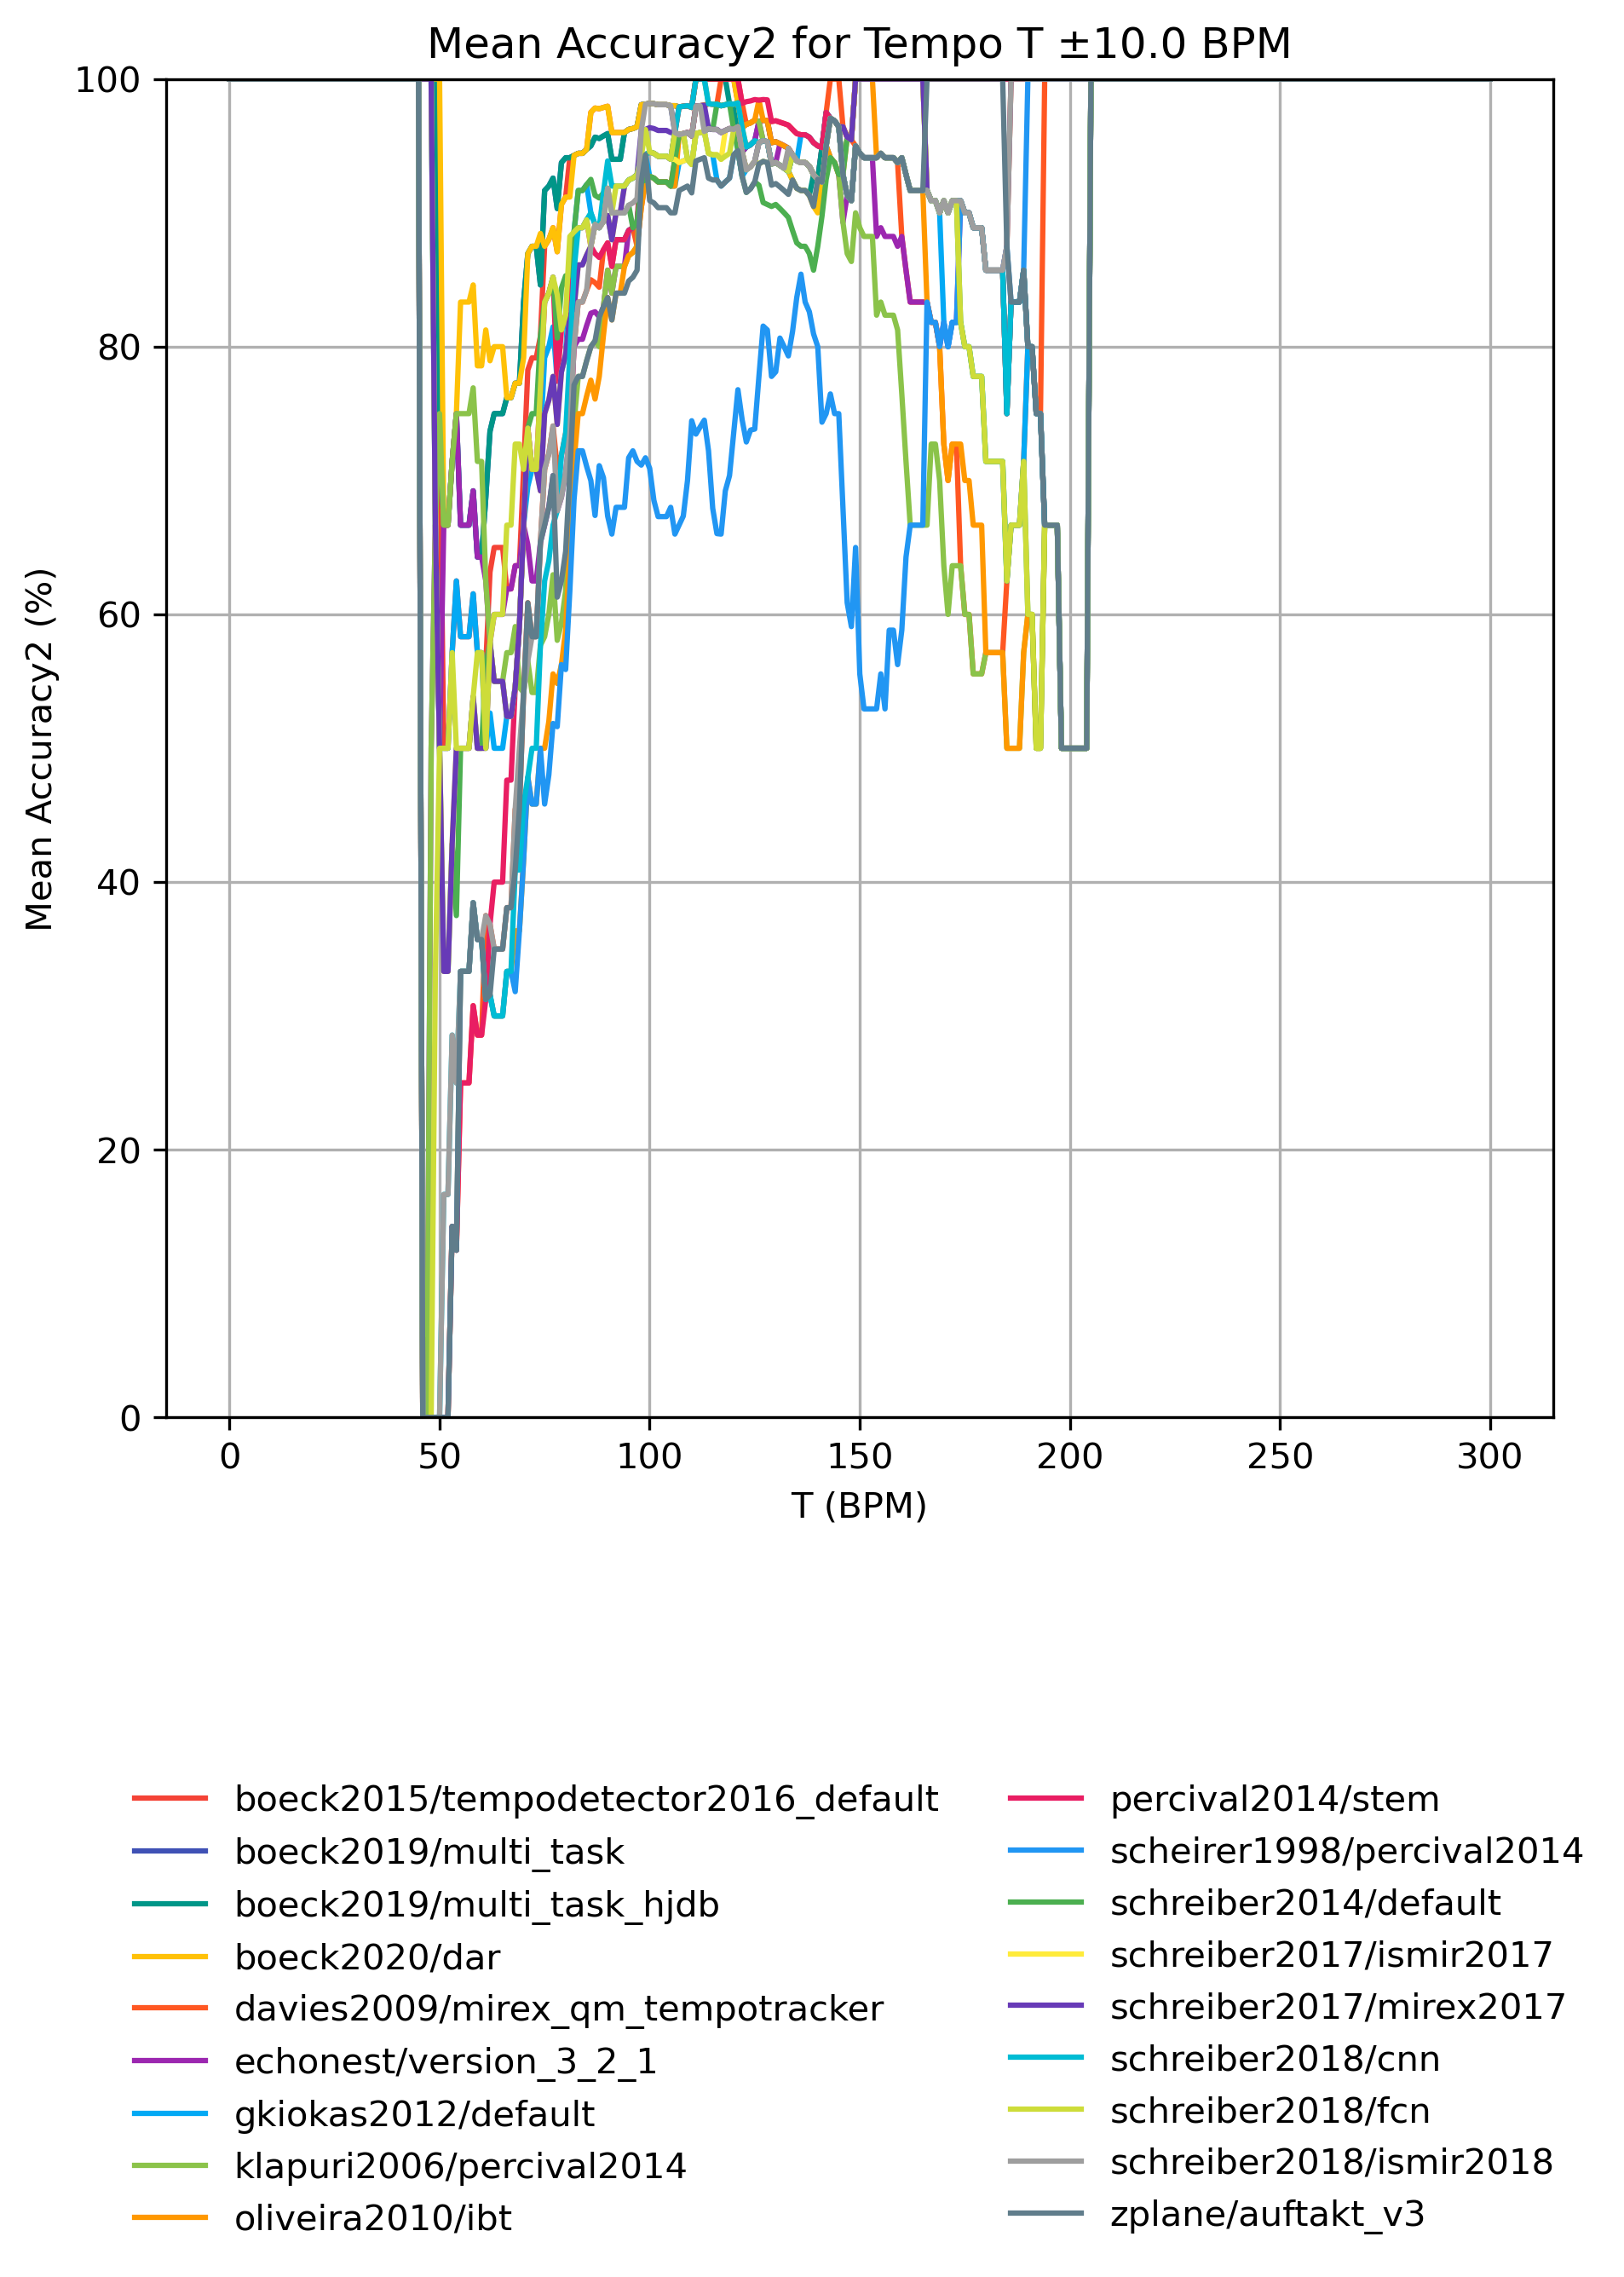 Mean Accuracy2 for Tempo T ±10.0 BPM
100
80
60
40
20
0
Mean Accuracy2 (%)
0 50 100 150 200 250 300
T (BPM)
boeck2015/tempodetector2016_default
boeck2019/multi_task
boeck2019/multi_task_hjdb
boeck2020/dar
davies2009/mirex_qm_tempotracker
echonest/version_3_2_1
gkiokas2012/default
klapuri2006/percival2014
oliveira2010/ibt
percival2014/stem
scheirer1998/percival2014
schreiber2014/default
schreiber2017/ismir2017
schreiber2017/mirex2017
schreiber2018/cnn
schreiber2018/fcn
schreiber2018/ismir2018
zplane/auftakt_v3